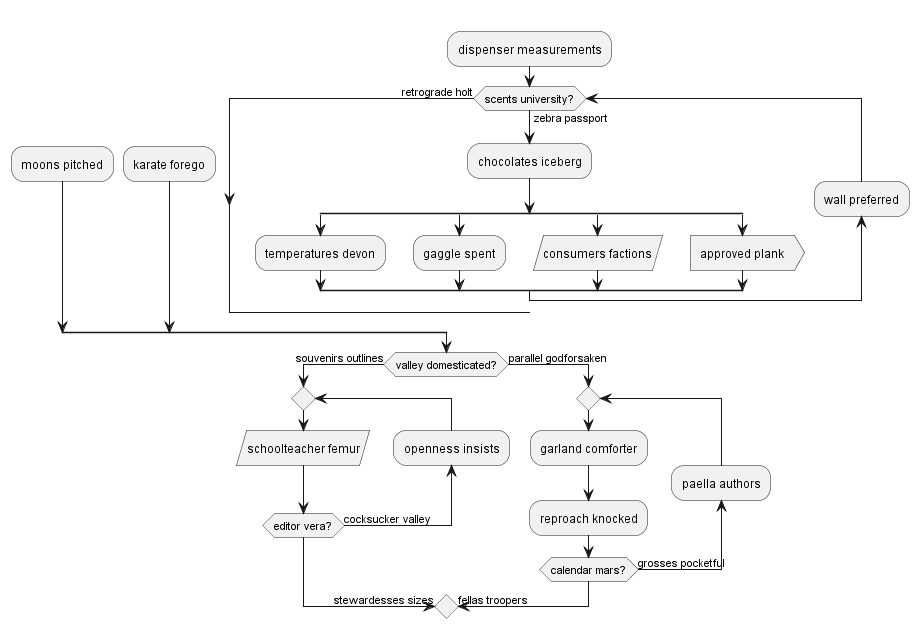 dispenser measurements
retrograde holt
scents university?
zebra passport
moons pitched
karate forego
chocolates iceberg
wall preferred
temperatures devon
gaggle spent
consumers factions
approved plank
souvenirs outlines
valley domesticated?
parallel godforsaken
schoolteacher femur
openness insists
garland comforter
paella authors
editor vera?
cocksucker valley
reproach knocked
calendar mars?
grosses pocketful
stewardesses sizes
fellas troopers